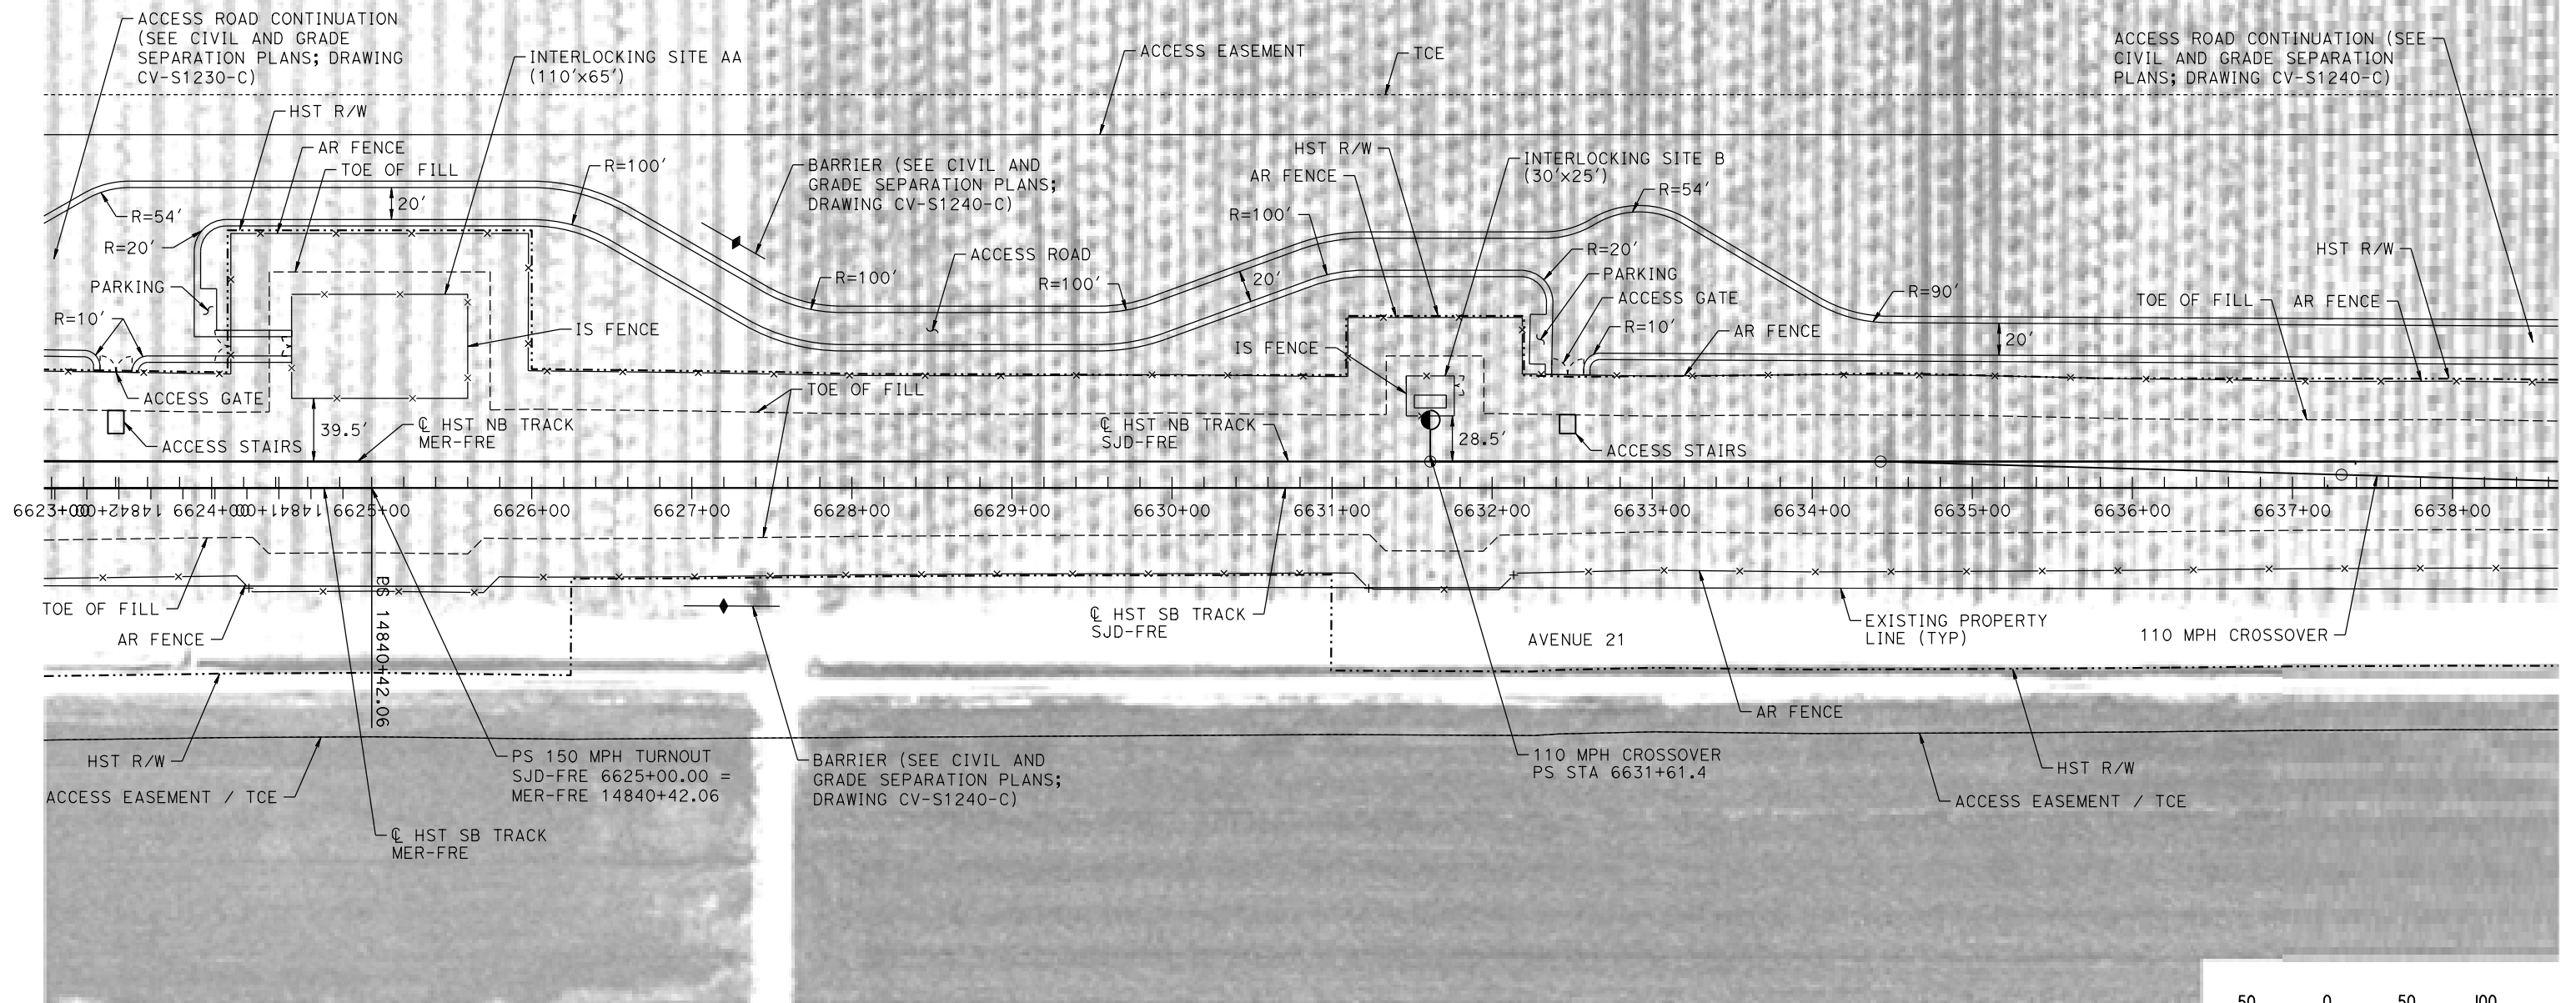 ACCESS ROAD CONTINUATION
(SEE CIVIL AND GRADE
SEPARATION PLANS; DRAWING
CV-S1230-C)
INTERLOCKING SITE AA
(110'x65')
ACCESS EASEMENT
TCE
ACCESS ROAD CONTINUATION (SEE
CIVIL AND GRADE SEPARATION
PLANS; DRAWING CV-S1240-C)
HST R/W
AR FENCE
TOE OF FILL
R=100'
BARRIER (SEE CIVIL AND
GRADE SEPARATION PLANS;
DRAWING CV-S1240-C)
HST R/W
AR FENCE
R=100'
INTERLOCKING SITE B
(30'x25')
R=54'
R=54'
20'
R=20'
PARKING
R=10'
ACCESS ROAD
R=100'
R=100'
20'
R=20'
PARKING
ACCESS GATE
R=10'
AR FENCE
R=90'
HST R/W
TOE OF FILL
AR FENCE
20'
IS FENCE
IS FENCE
ACCESS GATE
TOE OF FILL
39.5'
℄ HST NB TRACK
MER-FRE
ACCESS STAIRS
℄ HST NB TRACK
SJD-FRE
28.5'
ACCESS STAIRS
6623+00
14842+00
6624+00
14841+00
6625+00
6626+00
6627+00
6628+00
6629+00
6630+00
6631+00
6632+00
6633+00
6634+00
6635+00
6636+00
6637+00
6638+00
PS 14840+42.06
TOE OF FILL
AR FENCE
℄ HST SB TRACK
SJD-FRE
AVENUE 21
EXISTING PROPERTY
LINE (TYP)
110 MPH CROSSOVER
AR FENCE
HST R/W
ACCESS EASEMENT / TCE
PS 150 MPH TURNOUT
SJD-FRE 6625+00.00 =
MER-FRE 14840+42.06
BARRIER (SEE CIVIL AND
GRADE SEPARATION PLANS;
DRAWING CV-S1240-C)
110 MPH CROSSOVER
PS STA 6631+61.4
HST R/W
ACCESS EASEMENT / TCE
℄ HST SB TRACK
MER-FRE
50 0 50 100